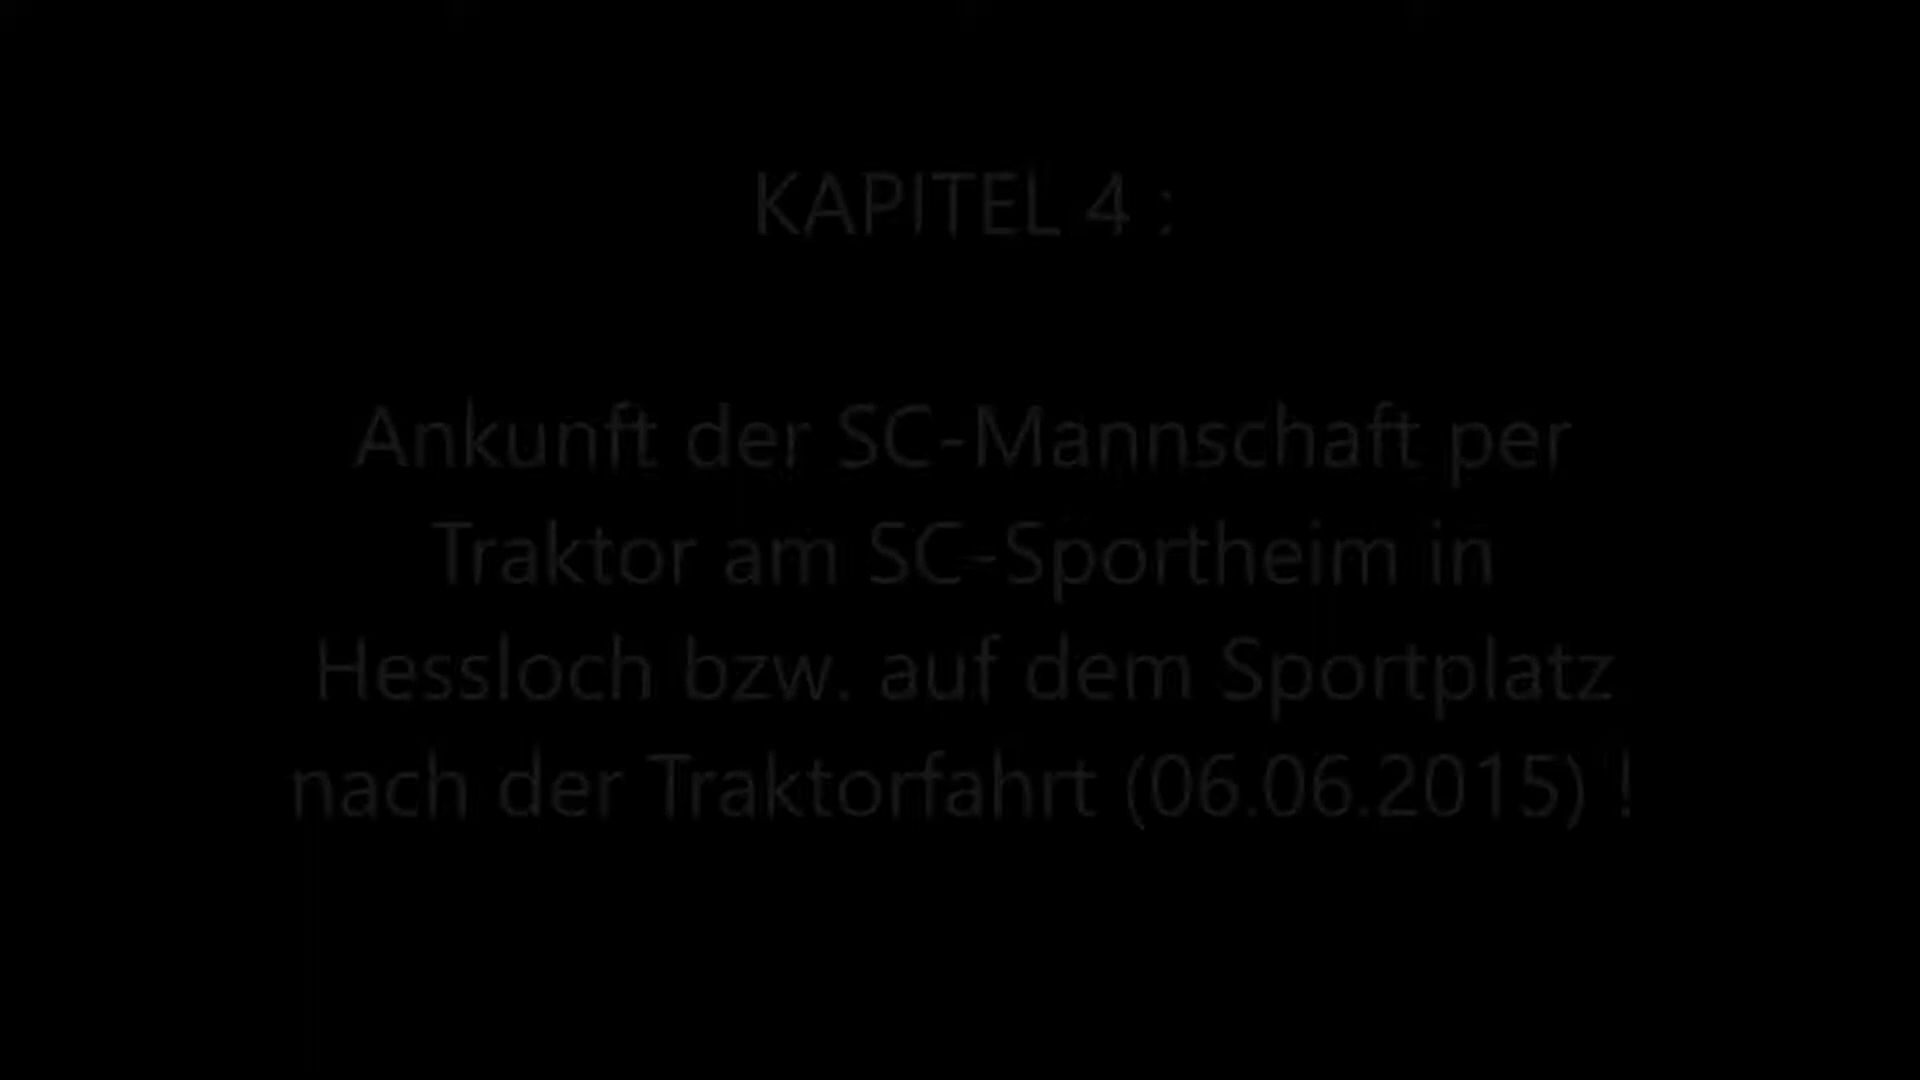 KAPITEL 4 :
Ankunft der SC-Mannschaft per
Traktor am SC-Sportheim in
Hessloch bzw. auf dem Sportplatz
nach der Traktorfahrt (06.06.2015) !